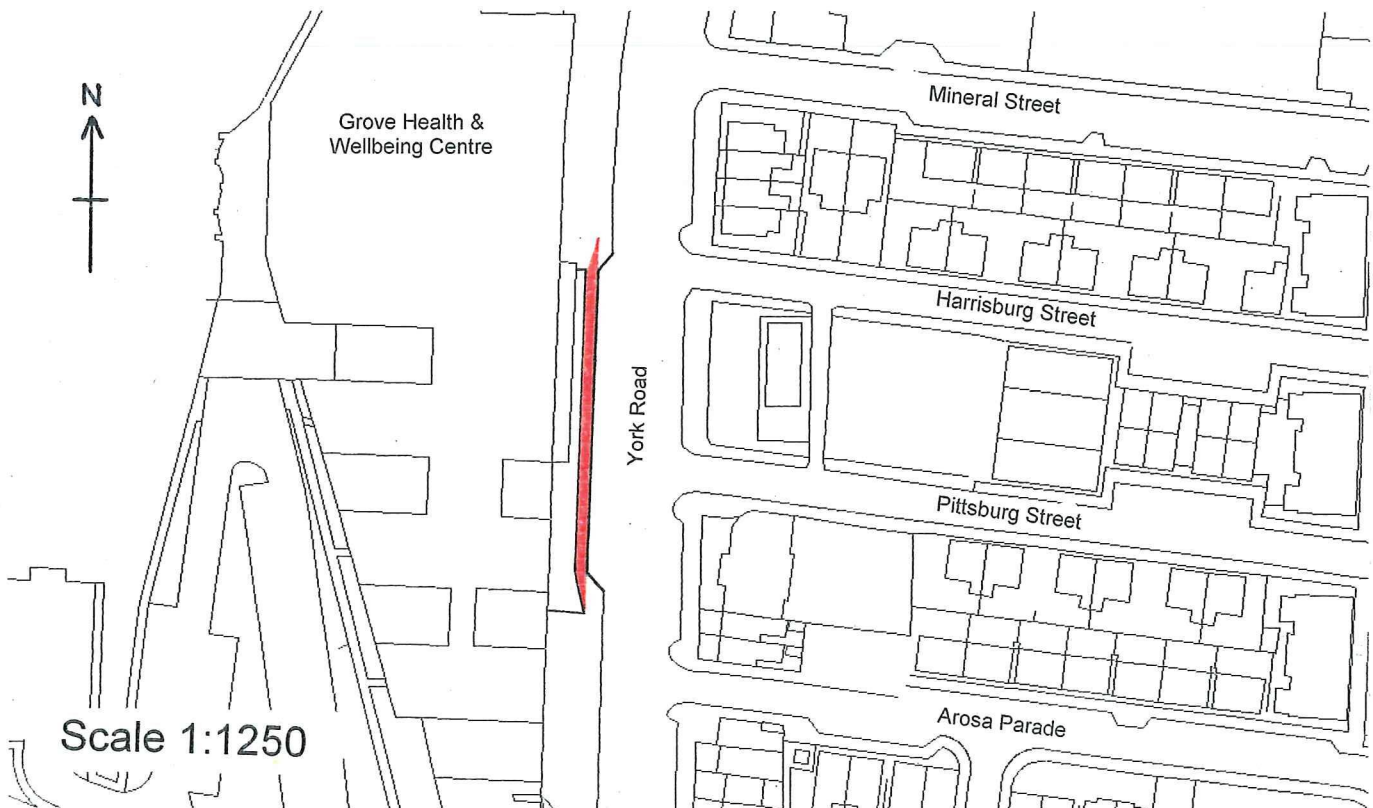 N
Grove Health &
Wellbeing Centre
Mineral Street
Harrisburg Street
York Road
Pittsburg Street
Arosa Parade
Scale 1:1250